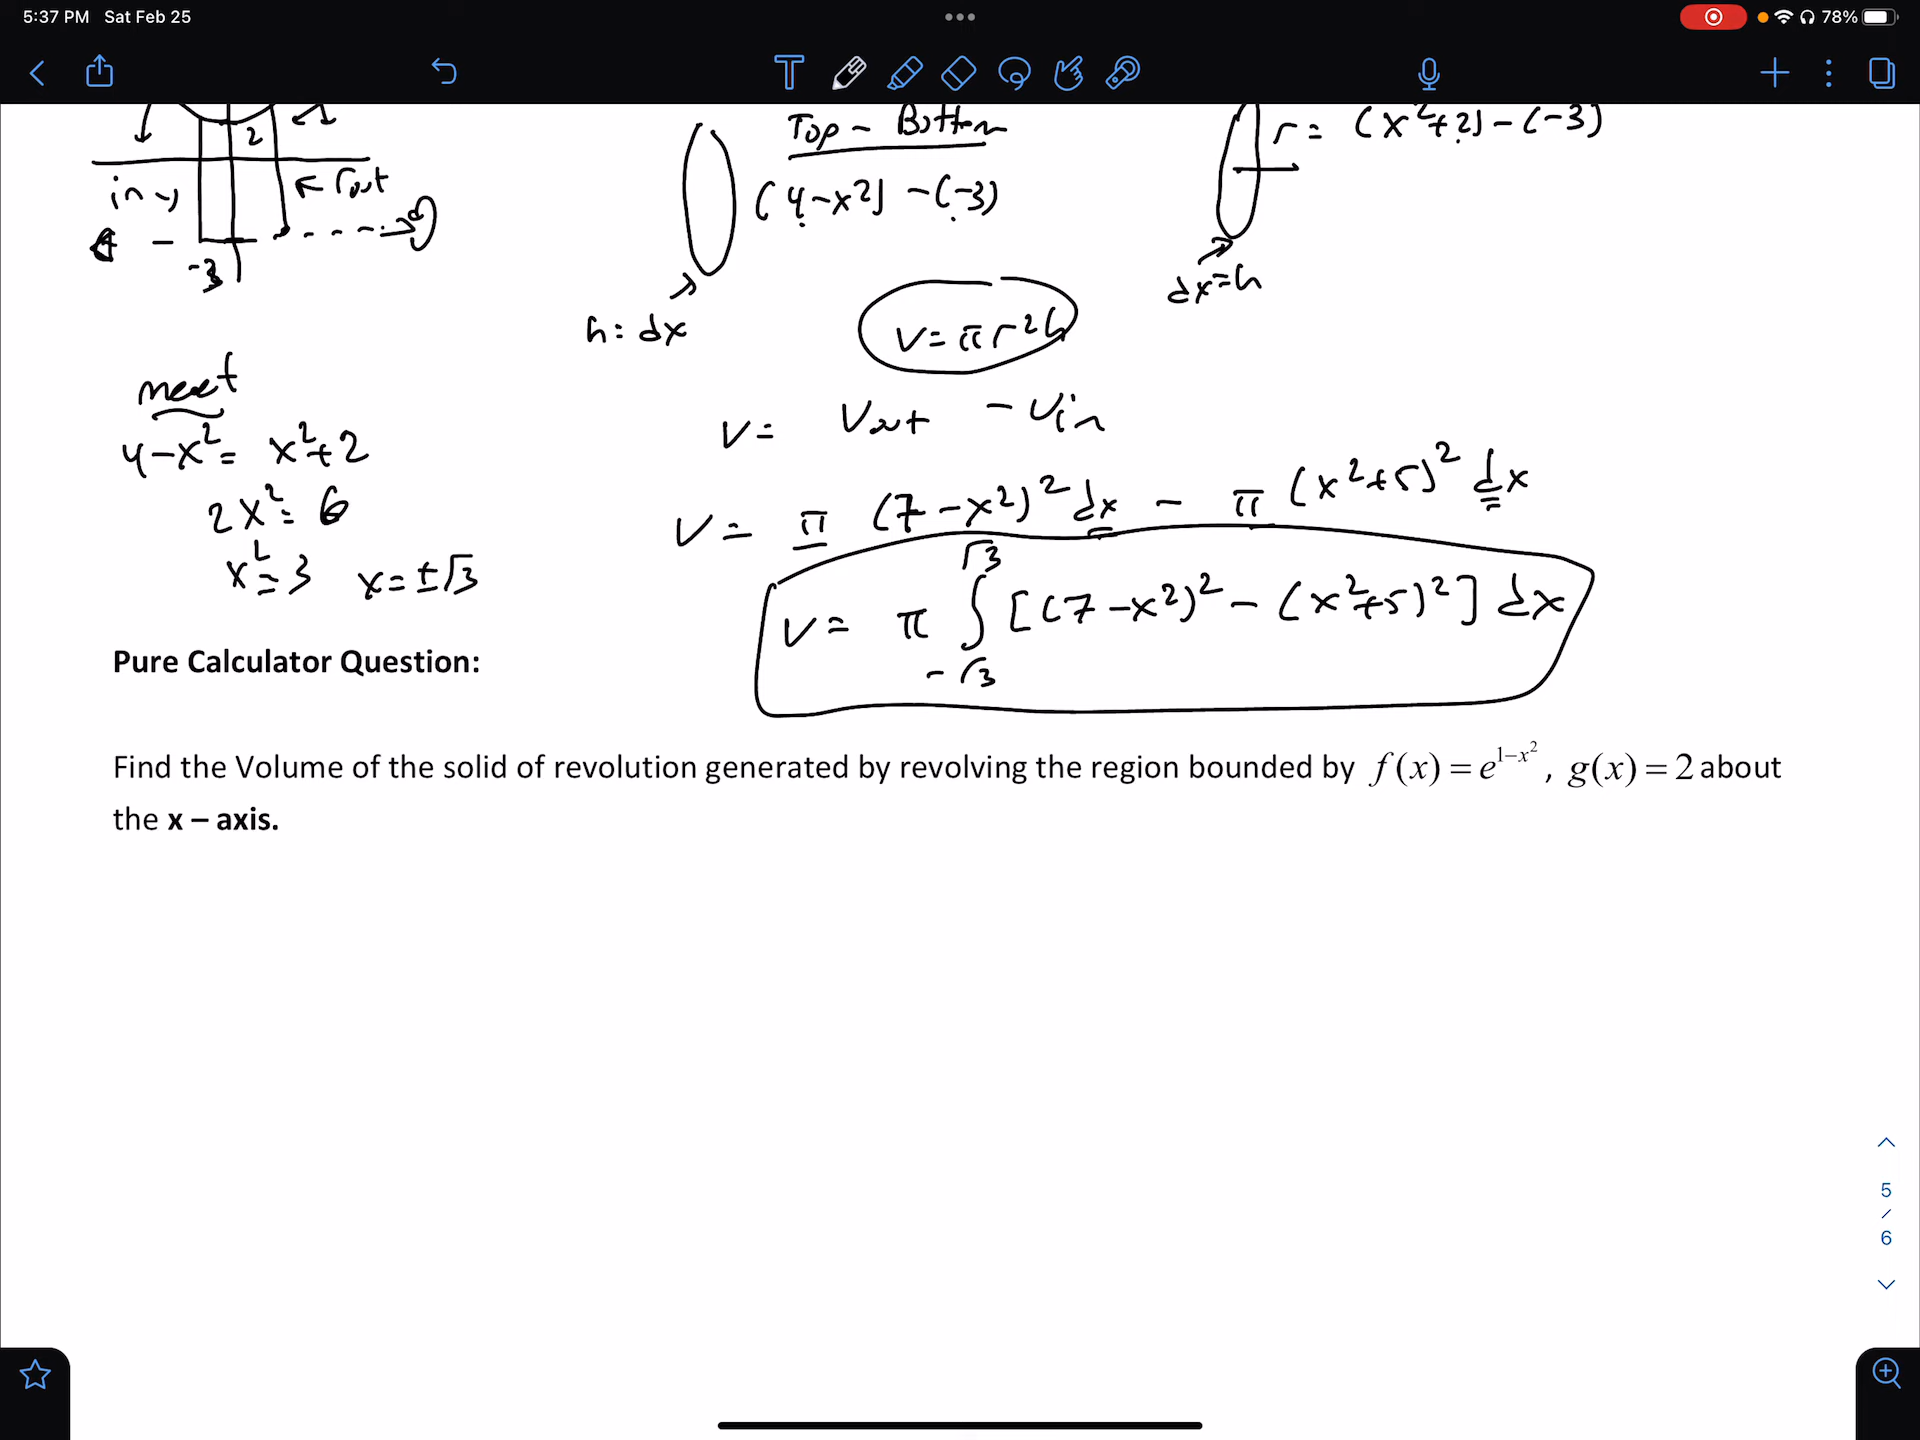 5:37 PM Sat Feb 25
78%
2
Top - Bottom
r = (x²+2) - (-3)
in
← rout
(4-x²) - (-3)
-3
dx=h
h: dx
V= πr²h
meet
V= Vout - Vin
4-x² = x²+2
V= π (7-x²)² dx - π (x²+5)² dx
2x² = 6
x² = 3 x= ±√3
√3
V= π ∫ [(7-x²)² - (x²+5)²] dx
-√3
Pure Calculator Question:
Find the Volume of the solid of revolution generated by revolving the region bounded by f(x) = e^{1-x²}, g(x) = 2 about
the x – axis.
5
/
6